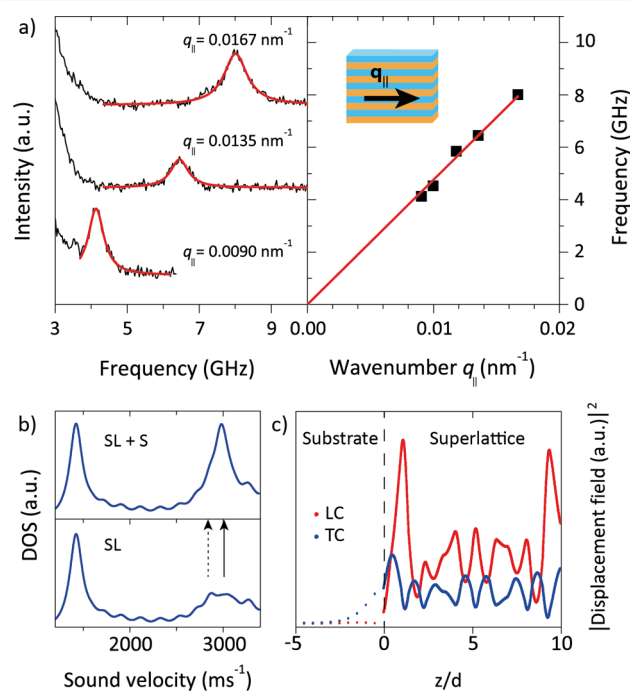 a)
q∥ = 0.0167 nm⁻¹
q∥ = 0.0135 nm⁻¹
q∥ = 0.0090 nm⁻¹
Intensity (a.u.)
3 5 7 9
Frequency (GHz)
q∥
10
8
6
4
2
0
Frequency (GHz)
0.00 0.01 0.02
Wavenumber q∥ (nm⁻¹)
b)
SL + S
SL
DOS (a.u.)
2000 3000
Sound velocity (ms⁻¹)
c)
Substrate Superlattice
LC
TC
-5 0 5 10
z/d
|Displacement field (a.u.)|²